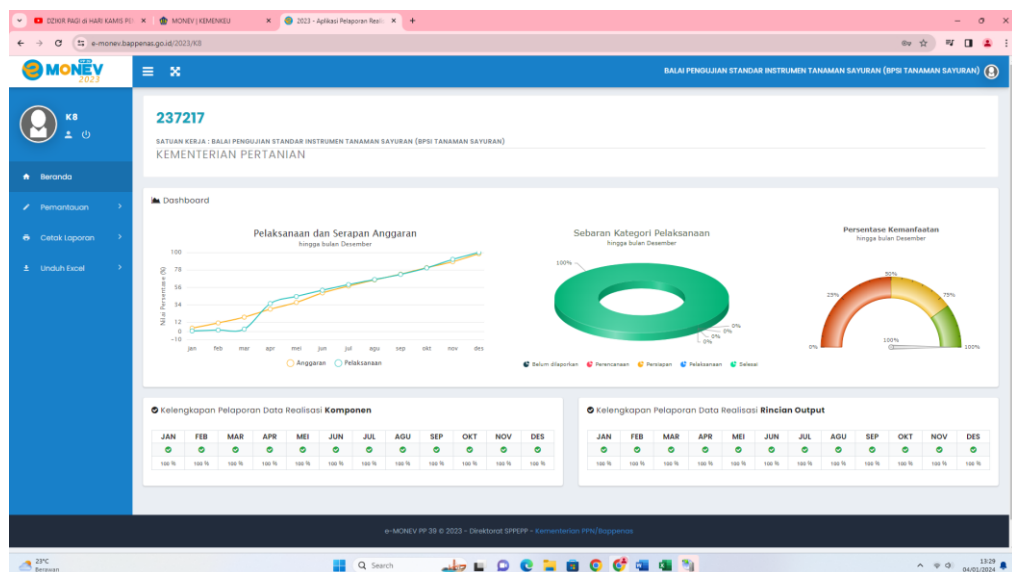 DZIKIR PAGI di HARI KAMIS
MONEV | KEMENKEU
2023 - Aplikasi Pelaporan
e-monev.bappenas.go.id/2023/K8
e MONEV
2023
BALAI PENGUJIAN STANDAR INSTRUMEN TANAMAN SAYURAN (BPSI TANAMAN SAYURAN)
K8
Beranda
Pemantauan
Cetak Laporan
Unduh Excel
237217
SATUAN KERJA : BALAI PENGUJIAN STANDAR INSTRUMEN TANAMAN SAYURAN (BPSI TANAMAN SAYURAN)
KEMENTERIAN PERTANIAN
Dashboard
Pelaksanaan dan Serapan Anggaran
hingga bulan Desember
Nilai Persentase (%)
100
78
56
34
12
0
-10
jan feb mar apr mei jun jul agu sep okt nov des
Anggaran Pelaksanaan
Sebaran Kategori Pelaksanaan
hingga bulan Desember
100%
0%
0%
0%
0%
Belum dilaporkan Perencanaan Persiapan Pelaksanaan Selesai
Persentase Kemanfaatan
hingga bulan Desember
0%
25%
50%
75%
100%
100%
Kelengkapan Pelaporan Data Realisasi Komponen
JAN FEB MAR APR MEI JUN JUL AGU SEP OKT NOV DES
100 % 100 % 100 % 100 % 100 % 100 % 100 % 100 % 100 % 100 % 100 % 100 %
Kelengkapan Pelaporan Data Realisasi Rincian Output
JAN FEB MAR APR MEI JUN JUL AGU SEP OKT NOV DES
100 % 100 % 100 % 100 % 100 % 100 % 100 % 100 % 100 % 100 % 100 % 100 %
e-MONEV PP 39 © 2023 - Direktorat SPPEPP - Kementerian PPN/Bappenas
23°C
Berawan
Search
13:29
04/01/2024